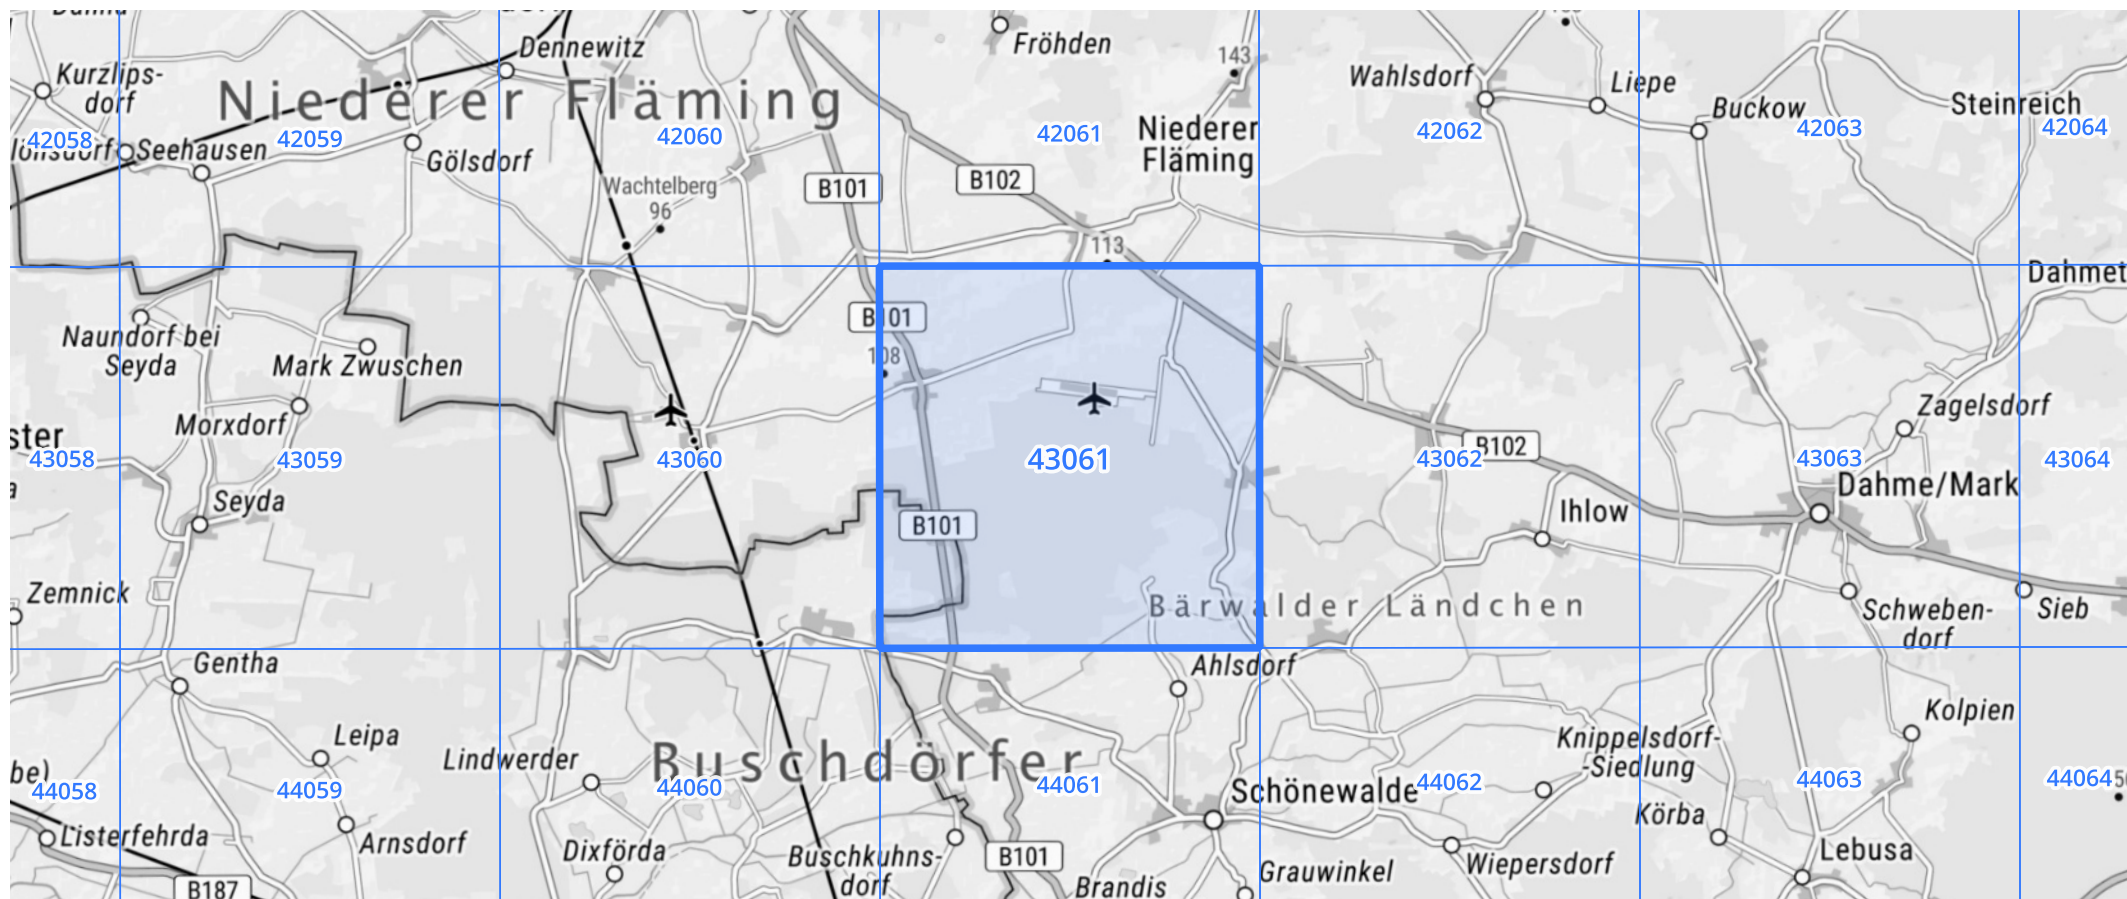 Dennewitz
Fröhden
143
Kurzlips-
dorf
Niederer Fläming
Wahlsdorf
Liepe
Buckow
Steinreich
42058
42059
42060
42061
Niederer
Fläming
42062
42063
42064
Seehausen
Gölsdorf
Wachtelberg
96
B101
B102
113
Dahmet
Naundorf bei
Seyda
Mark Zwuschen
B101
108
Morxdorf
Zagelsdorf
ster
43058
43059
43060
43061
43062
B102
43063
43064
Dahme/Mark
Seyda
B101
Ihlow
Zemnick
Bärwalder Ländchen
Schweben-
dorf
Sieb
Gentha
Ahlsdorf
Leipa
Lindwerder
Buschdörfer
Knippelsdorf-
-Siedlung
Kolpien
be)
44058
44059
44060
44061
Schönewalde
44062
44063
44064
Listerfehrda
Arnsdorf
Dixförda
Buschkuhns-
dorf
B101
Brandis
Grauwinkel
Wiepersdorf
Körba
Lebusa
B187